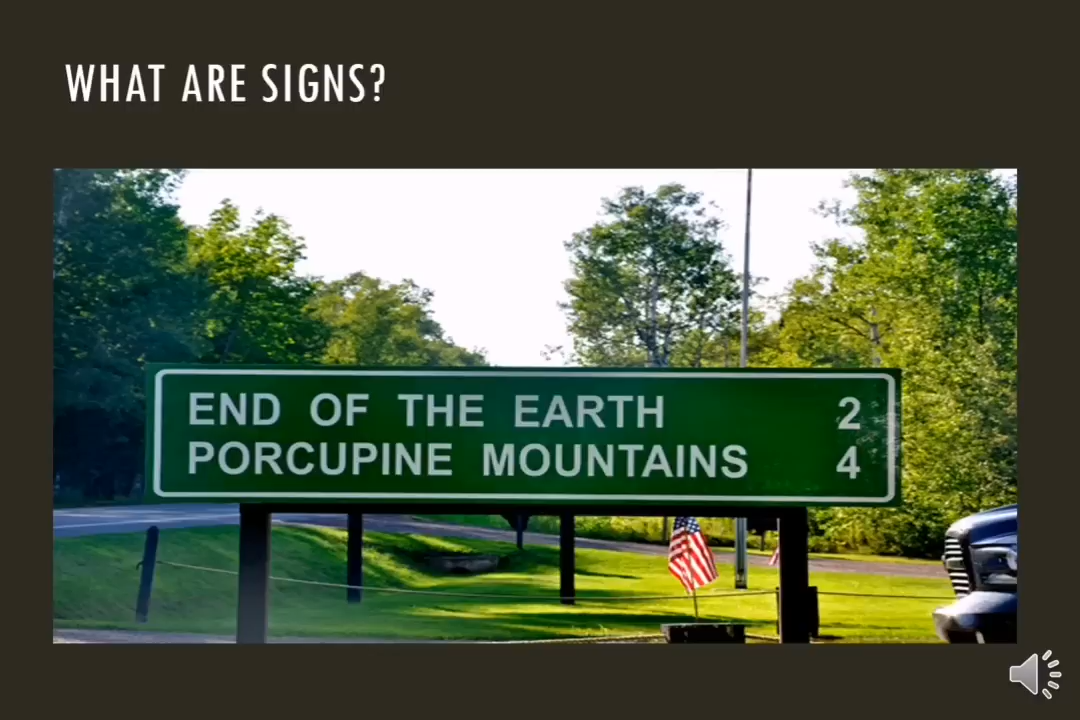 WHAT ARE SIGNS?
END OF THE EARTH 2
PORCUPINE MOUNTAINS 4